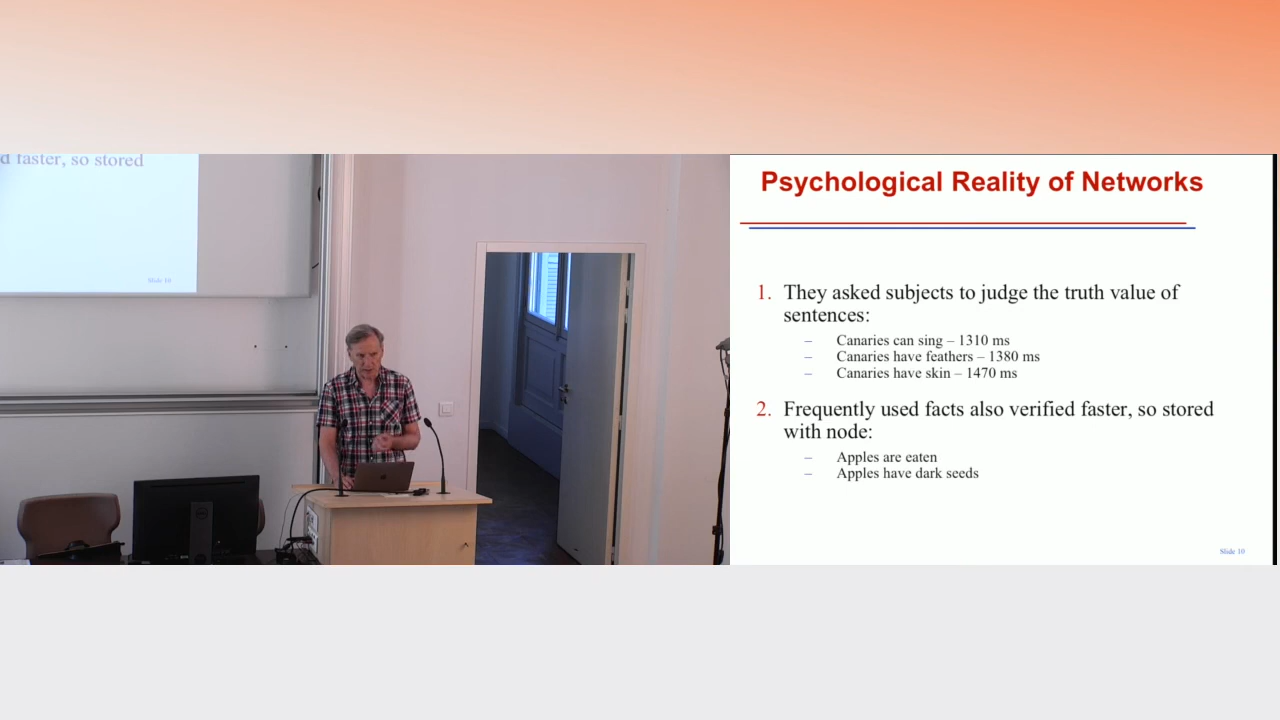 d faster, so stored
Slide 10
Psychological Reality of Networks
1. They asked subjects to judge the truth value of
sentences:
– Canaries can sing – 1310 ms
– Canaries have feathers – 1380 ms
– Canaries have skin – 1470 ms
2. Frequently used facts also verified faster, so stored
with node:
– Apples are eaten
– Apples have dark seeds
Slide 10